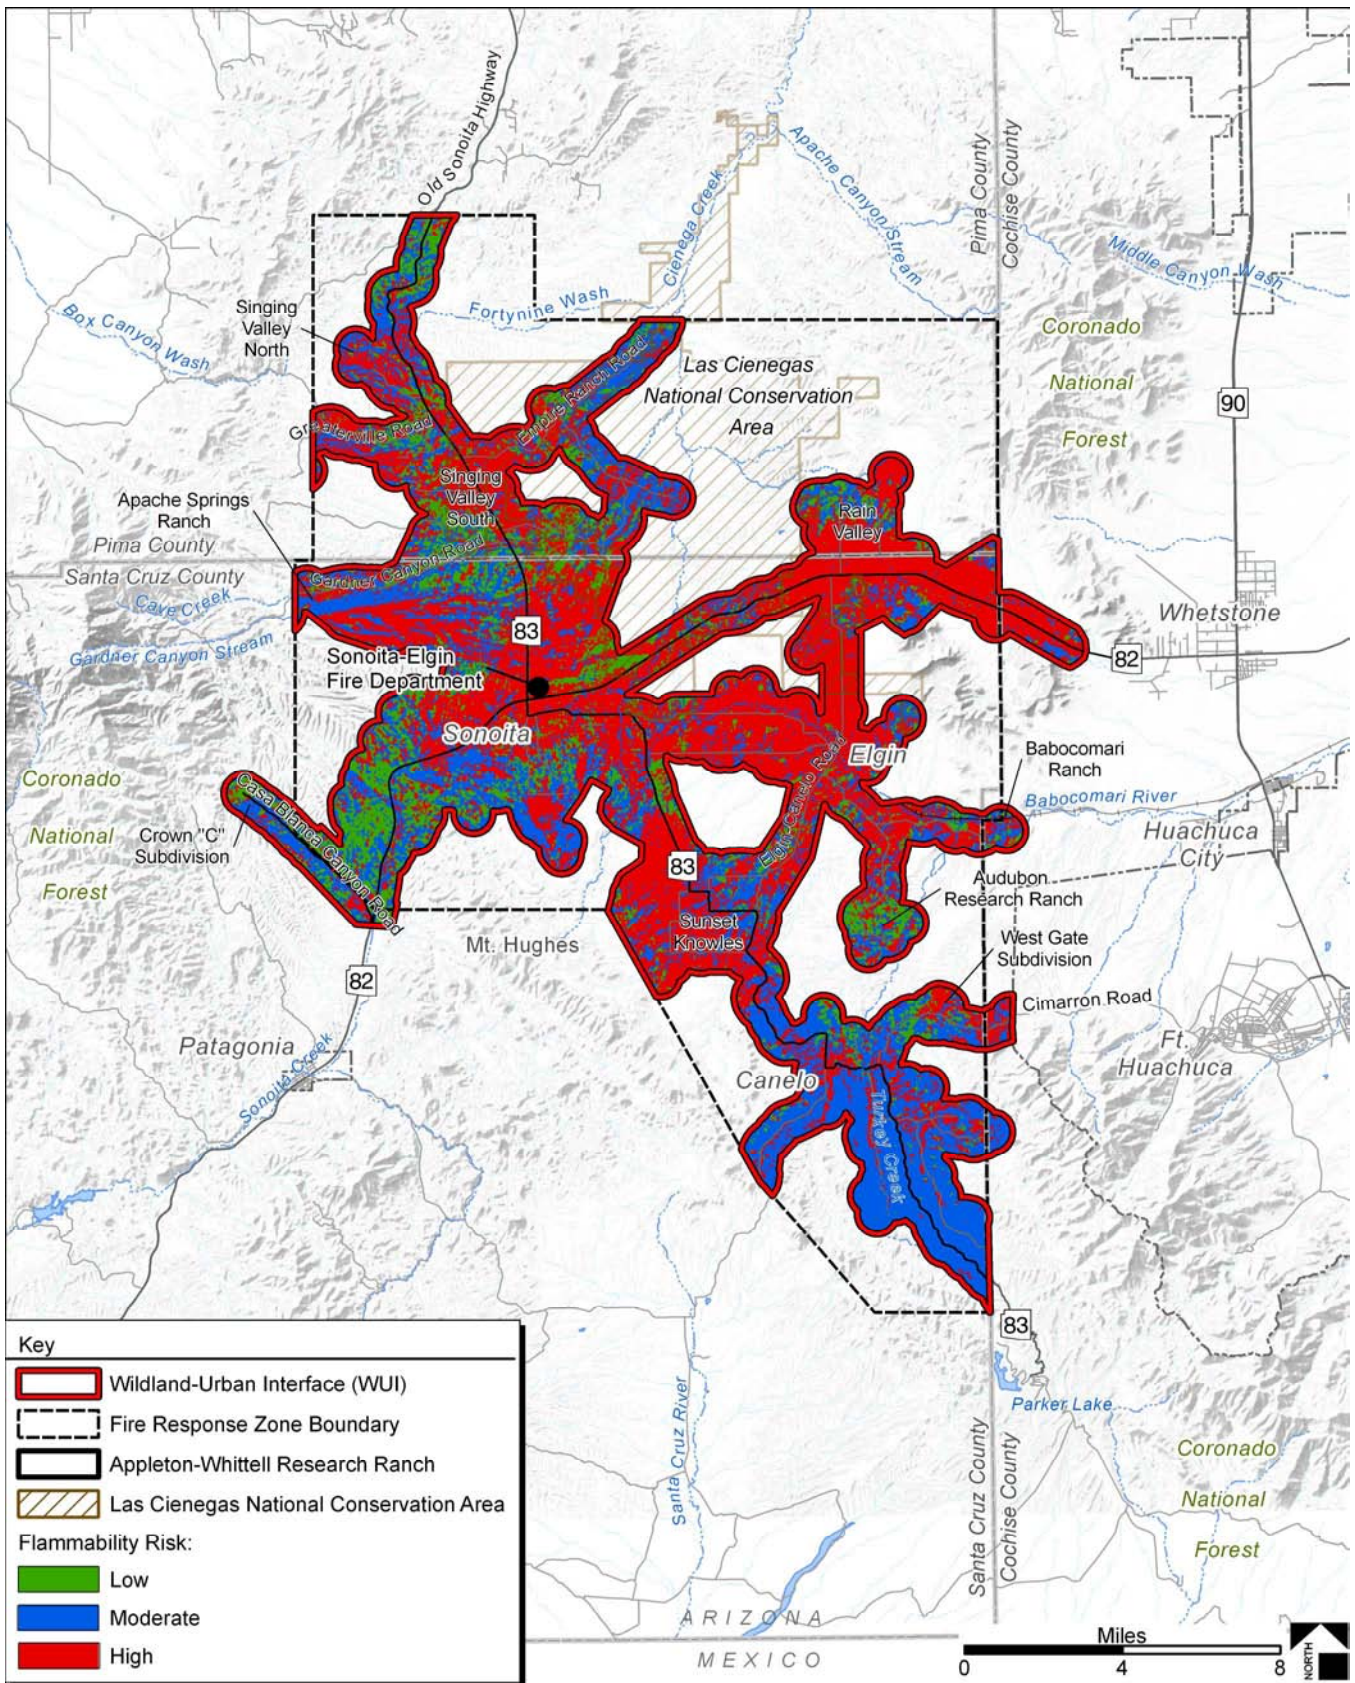 Old Sonoita Highway
Cienega Creek
Apache Canyon Stream
Pima County
Cochise County
Middle Canyon Wash
Fortynine Wash
Box Canyon Wash
Singing
Valley
North
Coronado
National
Forest
Empire Ranch Road
Las Cienegas
National Conservation
Area
90
Greaterville Road
Singing
Valley
South
Apache Springs
Ranch
Rain
Valley
Pima County
Santa Cruz County
Gardner Canyon Road
Cave Creek
Gardner Canyon Stream
Whetstone
83
82
Sonoita-Elgin
Fire Department
Sonoita
Elgin
Elgin-Canelo Road
Babocomari
Ranch
Babocomari River
Coronado
National
Forest
Casa Blanca Canyon Road
Crown "C"
Subdivision
Huachuca
City
83
Audubon
Research Ranch
Sunset
Knowles
Mt. Hughes
West Gate
Subdivision
82
Cimarron Road
Patagonia
Sonoita Creek
Ft.
Huachuca
Canelo
Turkey Creek
83
Parker Lake
Santa Cruz River
Santa Cruz County
Cochise County
Coronado
National
Forest
Key
Wildland-Urban Interface (WUI)
Fire Response Zone Boundary
Appleton-Whittell Research Ranch
Las Cienegas National Conservation Area
Flammability Risk:
Low
Moderate
High
ARIZONA
MEXICO
Miles
0 4 8
NORTH